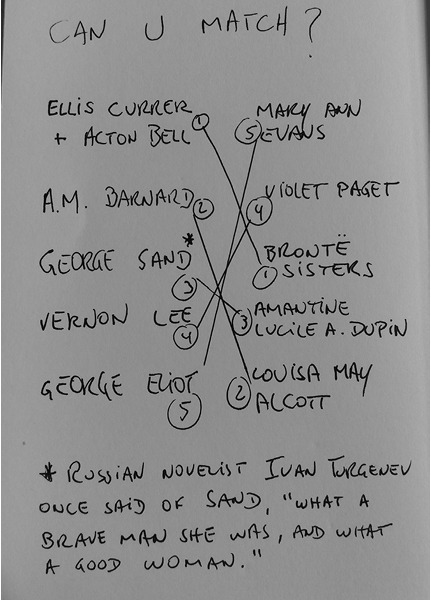 CAN U MATCH?
ELLIS CURRER
+ ACTON BELL 1
A.M. BARNARD 2
GEORGE SAND *
3
VERNON LEE
4
GEORGE ELIOT
5
MARY ANN
5 EVANS
VIOLET PAGET
4
BRONTË
1 SISTERS
AMANTINE
3 LUCILE A. DUPIN
LOUISA MAY
2 ALCOTT
* RUSSIAN NOVELIST IVAN TURGENEV
ONCE SAID OF SAND, "WHAT A
BRAVE MAN SHE WAS, AND WHAT
A GOOD WOMAN."